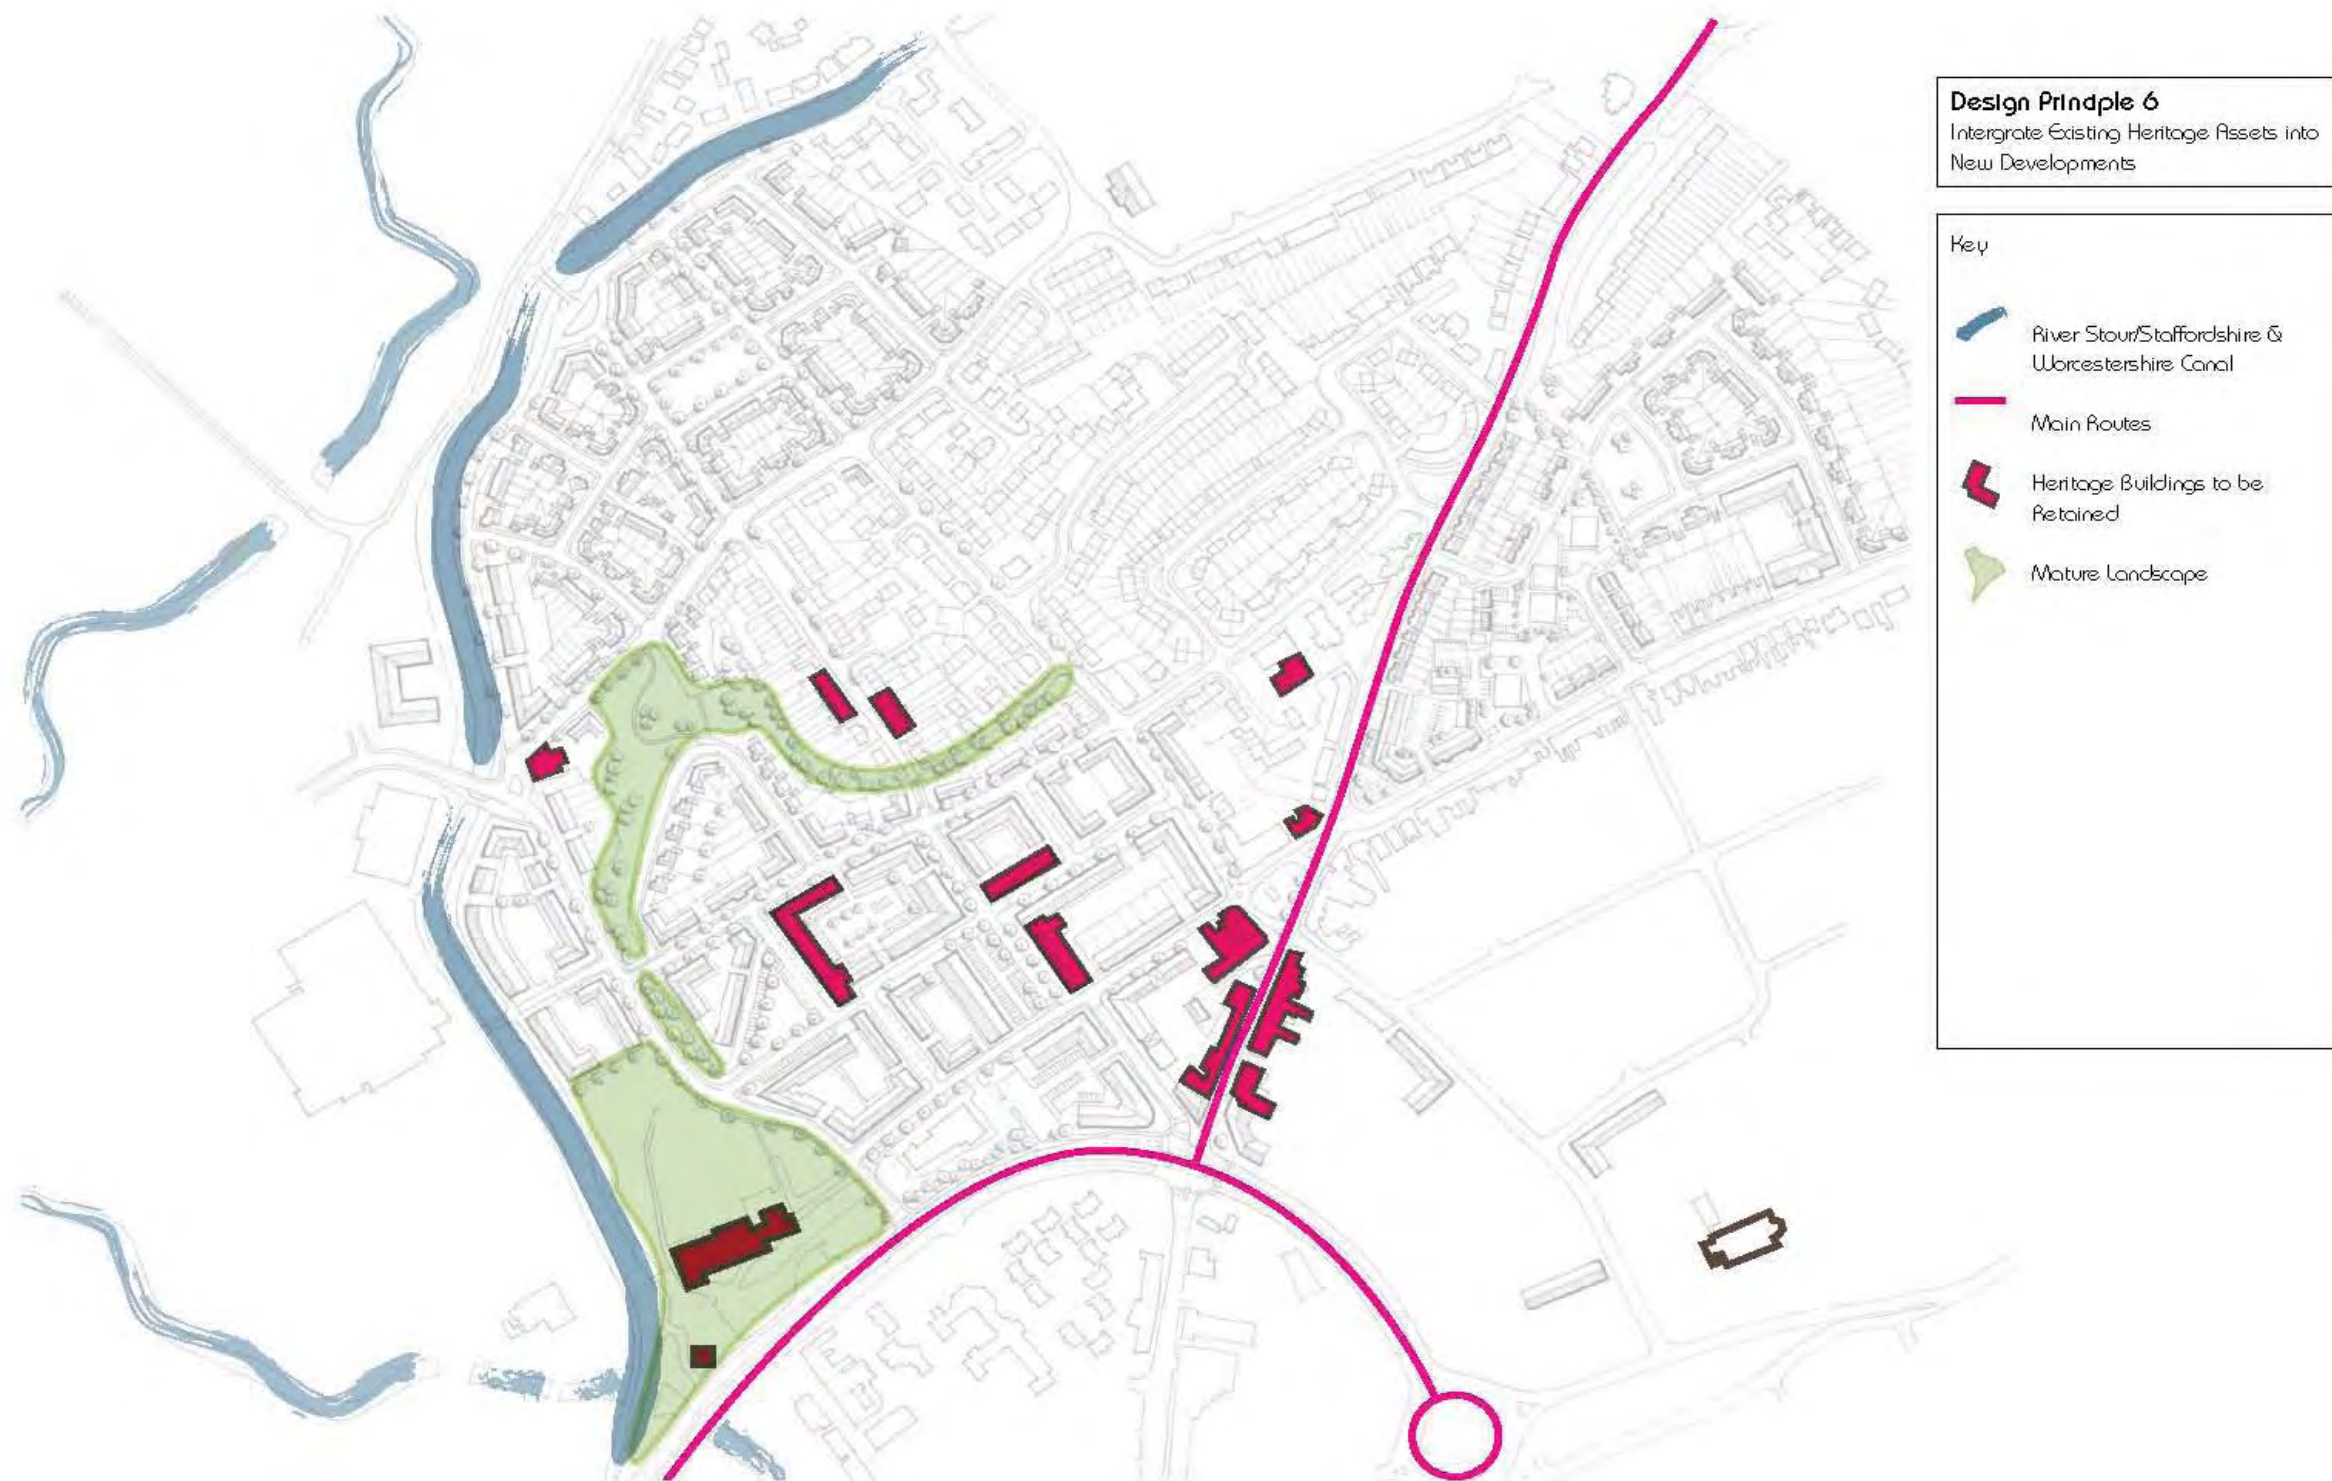 Design Principle 6
Intergrate Existing Heritage Assets into
New Developments
Key
River Stour/Staffordshire &
Worcestershire Canal
Main Routes
Heritage Buildings to be
Retained
Mature Landscape